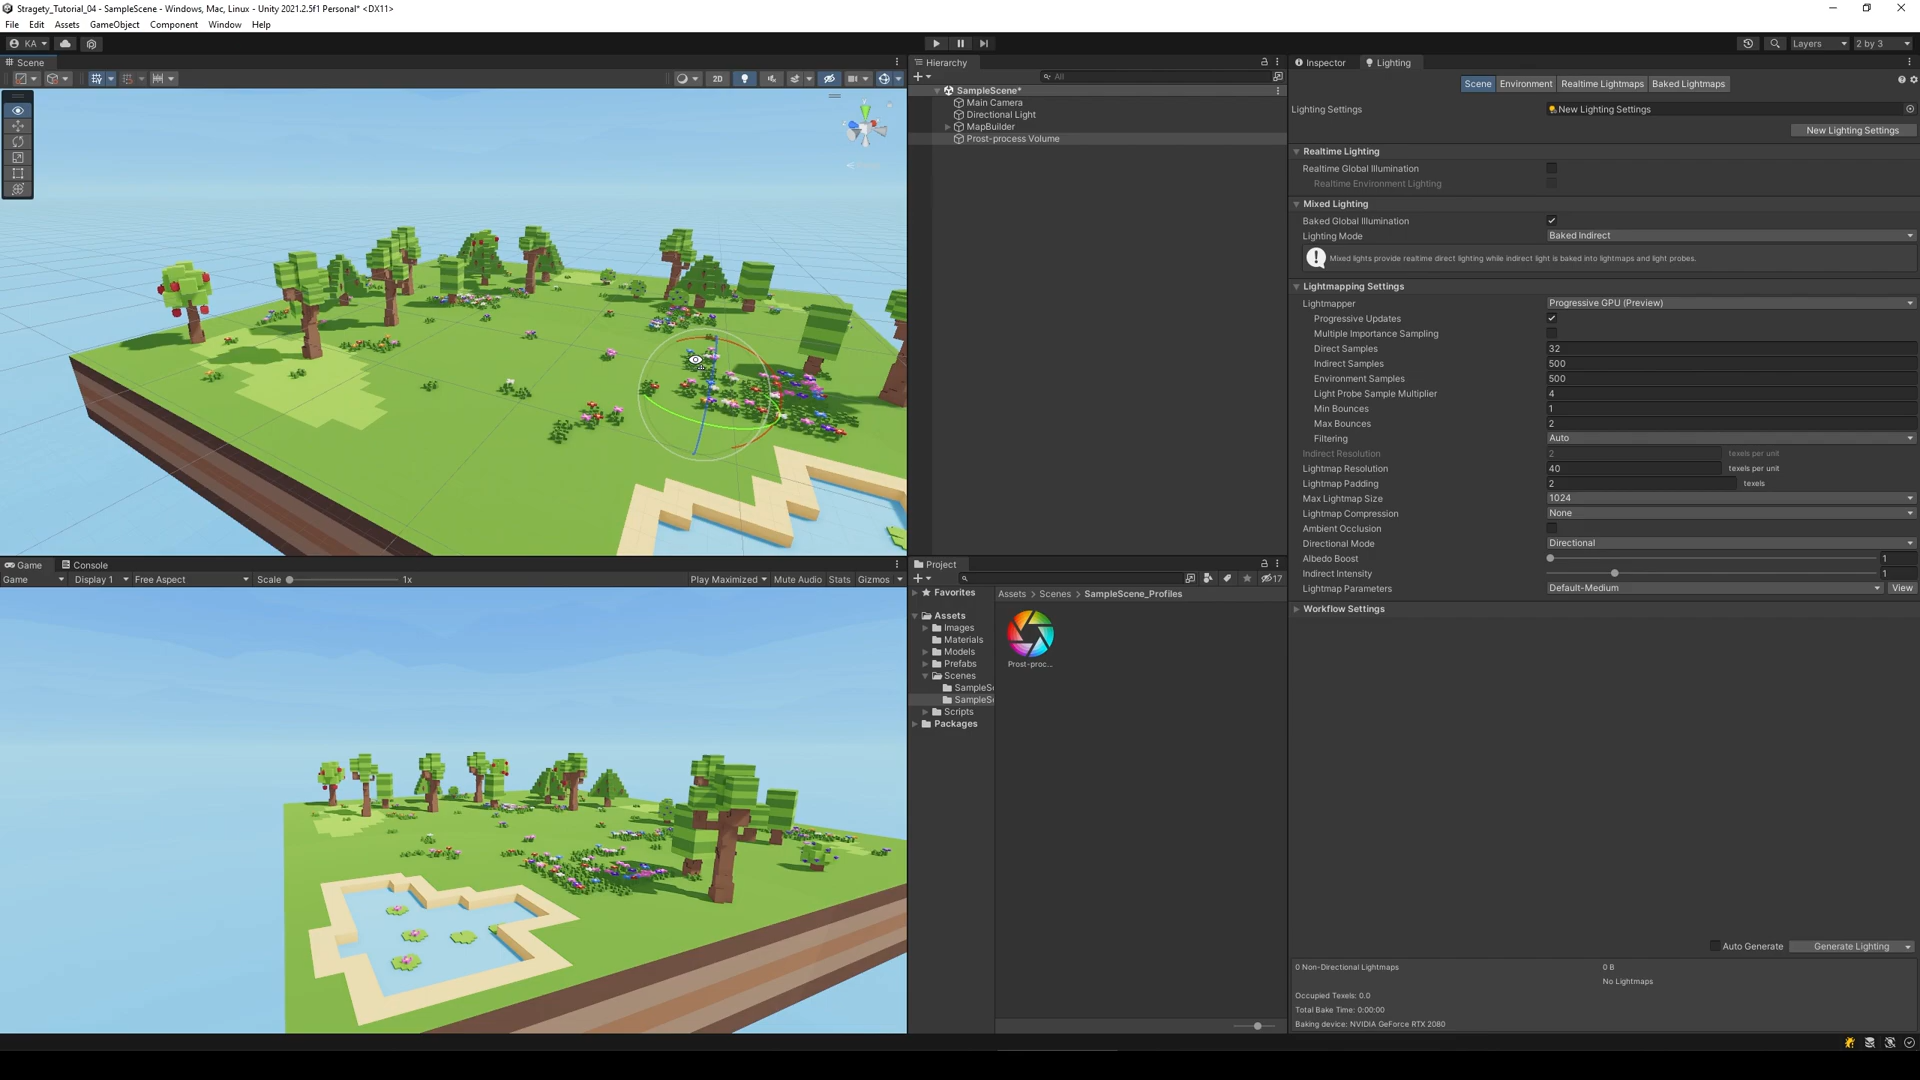 Stragety_Tutorial_04 - SampleScene - Windows, Mac, Linux - Unity 2021.2.5f1 Personal* <DX11>
File Edit Assets GameObject Component Window Help
KA Layers 2 by 3
Scene
2D
Hierarchy
All
SampleScene*
Main Camera
Directional Light
MapBuilder
Prost-process Volume
Inspector Lighting
Scene Environment Realtime Lightmaps Baked Lightmaps
Lighting Settings New Lighting Settings
New Lighting Settings
Realtime Lighting
Realtime Global Illumination
Realtime Environment Lighting
Mixed Lighting
Baked Global Illumination
Lighting Mode Baked Indirect
Mixed lights provide realtime direct lighting while indirect light is baked into lightmaps and light probes.
Lightmapping Settings
Lightmapper Progressive GPU (Preview)
Progressive Updates
Multiple Importance Sampling
Direct Samples 32
Indirect Samples 500
Environment Samples 500
Light Probe Sample Multiplier 4
Min Bounces 1
Max Bounces 2
Filtering Auto
Indirect Resolution 2 texels per unit
Lightmap Resolution 40 texels per unit
Lightmap Padding 2 texels
Max Lightmap Size 1024
Lightmap Compression None
Ambient Occlusion
Directional Mode Directional
Albedo Boost 1
Indirect Intensity 1
Lightmap Parameters Default-Medium View
Workflow Settings
Auto Generate Generate Lighting
0 Non-Directional Lightmaps 0 B
No Lightmaps
Occupied Texels: 0.0
Total Bake Time: 0:00:00
Baking device: NVIDIA GeForce RTX 2080
Game Console
Game Display 1 Free Aspect Scale 1x Play Maximized Mute Audio Stats Gizmos
Project
17
Favorites
Assets
Images
Materials
Models
Prefabs
Scenes
SampleSc
SampleSc
Scripts
Packages
Assets > Scenes > SampleScene_Profiles
Prost-proc...